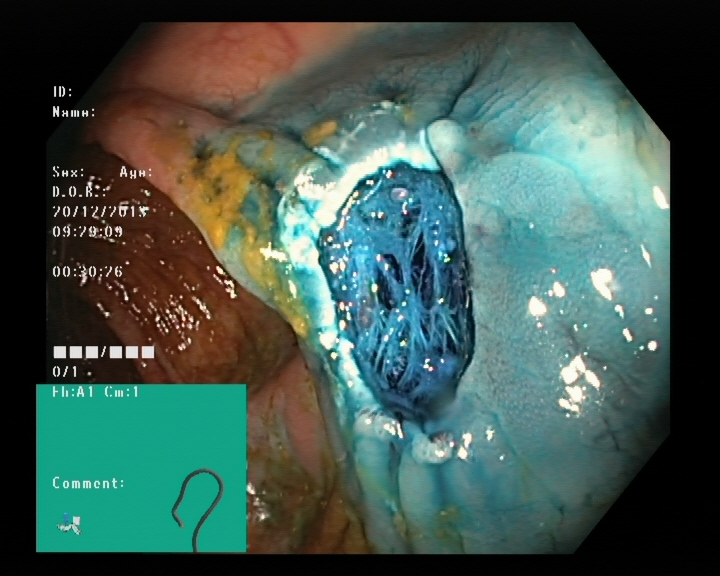 ID:
Name:
Sex: Age:
D.O.B.:
20/12/2013
09:29:09
00:30:26
■■■/■■■
0/1
Eh:A1 Cm:1
Comment: